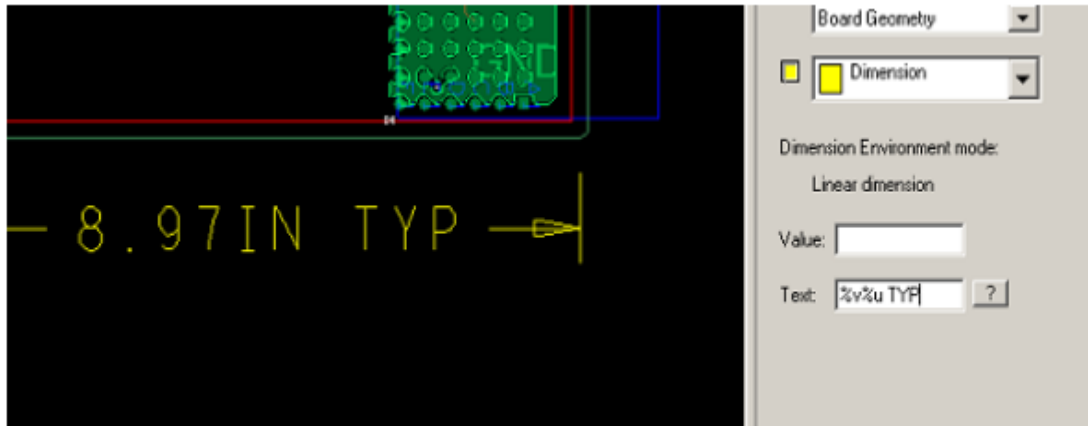 GND
8.97IN TYP
Board Geometry
Dimension
Dimension Environment mode:
Linear dimension
Value:
Text: %v%u TYP ?